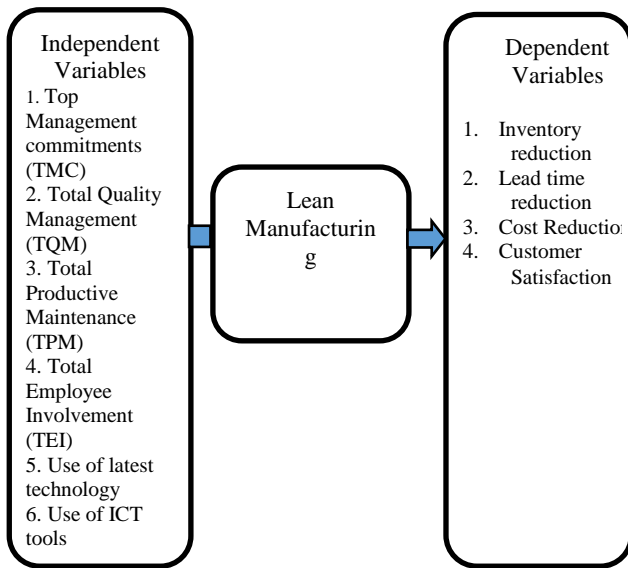 Independent
Variables
1. Top
Management
commitments
(TMC)
2. Total Quality
Management
(TQM)
3. Total
Productive
Maintenance
(TPM)
4. Total
Employee
Involvement
(TEI)
5. Use of latest
technology
6. Use of ICT
tools
Lean
Manufacturin
g
Dependent
Variables
1. Inventory
reduction
2. Lead time
reduction
3. Cost Reductio
4. Customer
Satisfaction